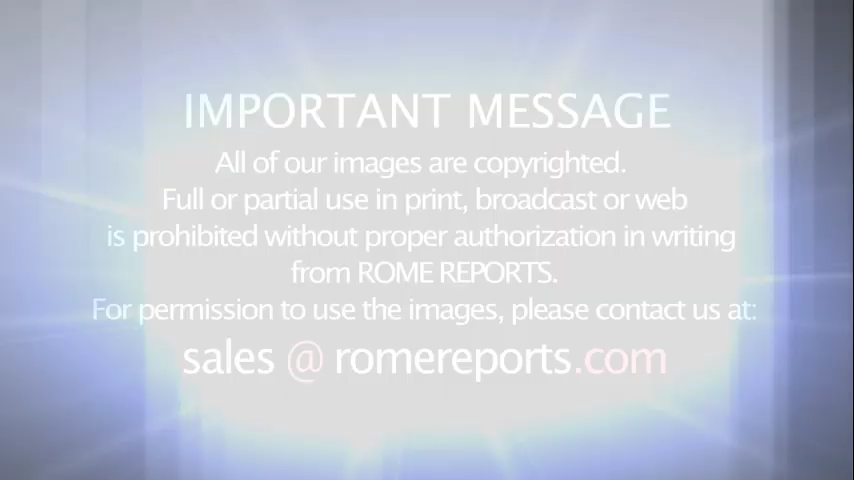 IMPORTANT MESSAGE
All of our images are copyrighted.
Full or partial use in print, broadcast or web
is prohibited without proper authorization in writing
from ROME REPORTS.
For permission to use the images, please contact us at:
sales @ romereports.com